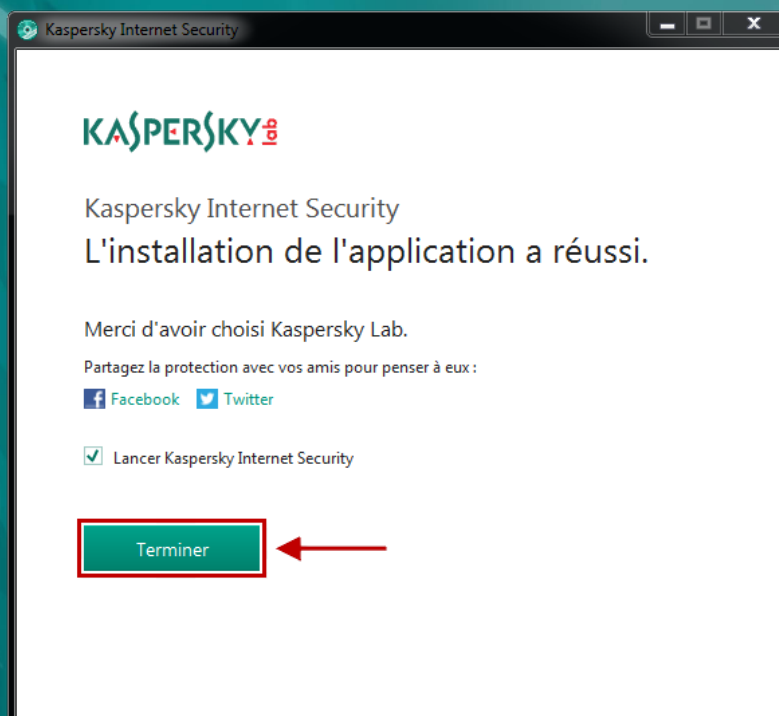 Kaspersky Internet Security
KASPERSKY lab
Kaspersky Internet Security
L'installation de l'application a réussi.
Merci d'avoir choisi Kaspersky Lab.
Partagez la protection avec vos amis pour penser à eux :
Facebook Twitter
Lancer Kaspersky Internet Security
Terminer